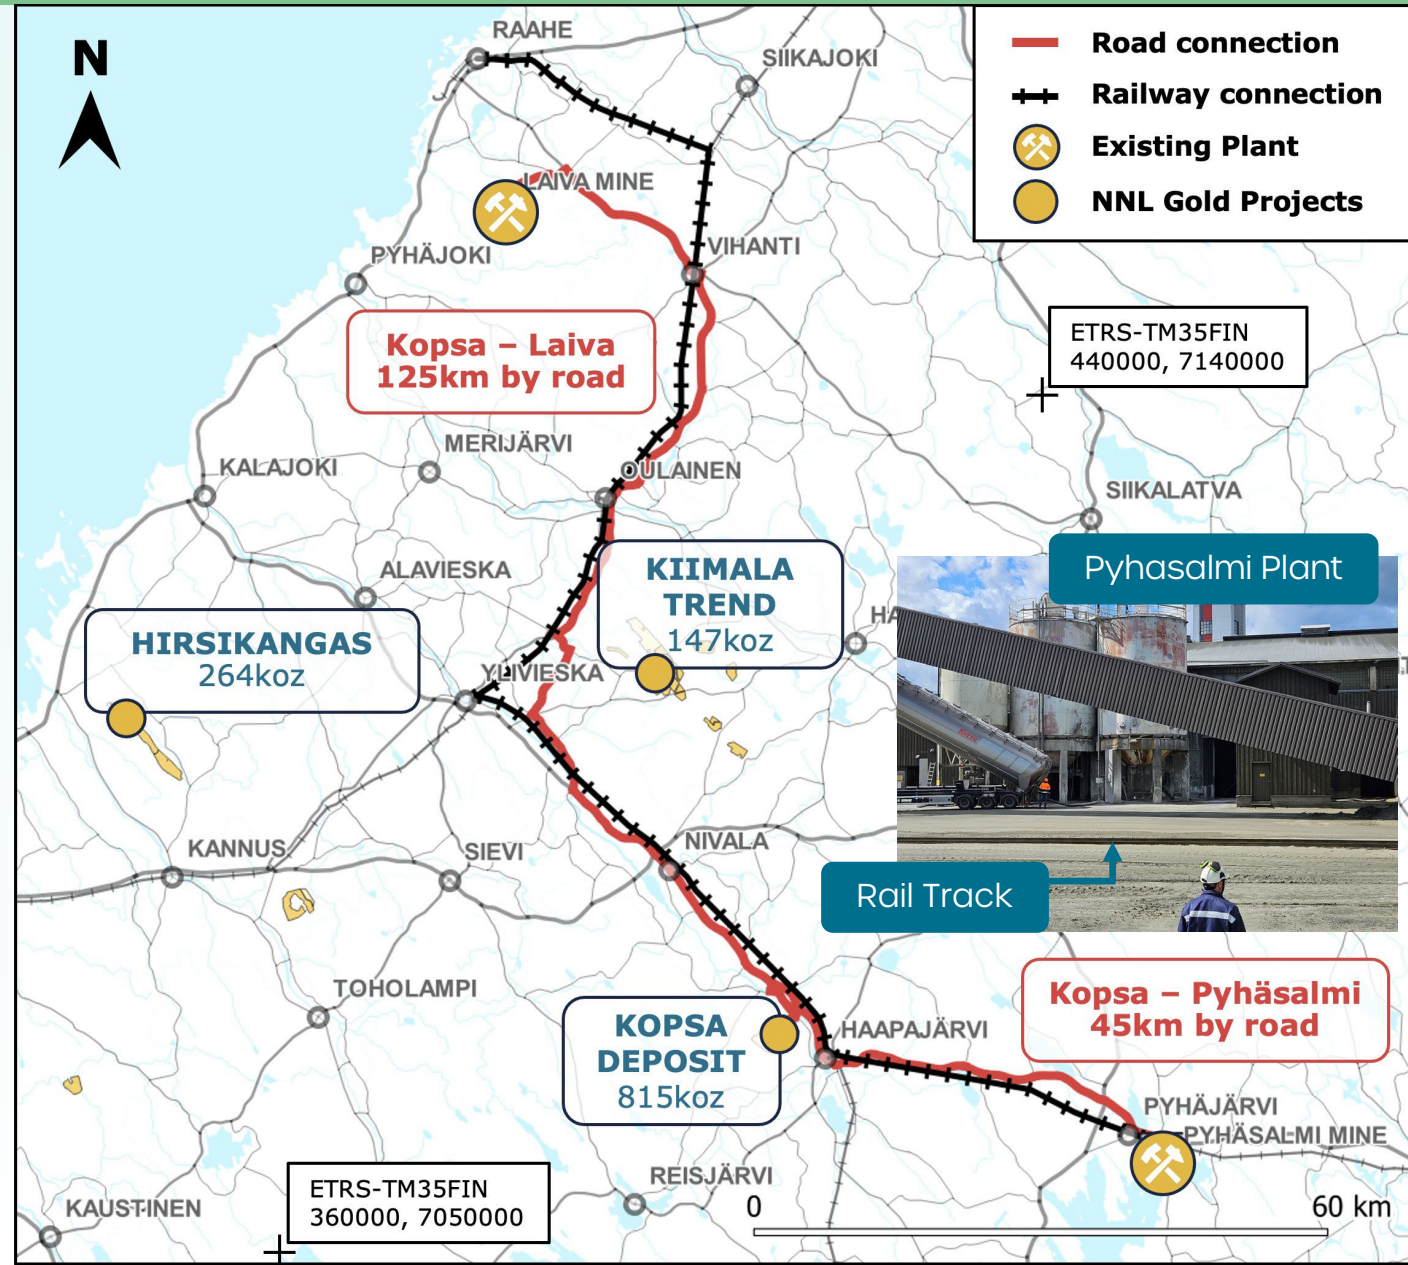 N
RAAHE
SIIKAJOKI
Road connection
Railway connection
Existing Plant
NNL Gold Projects
LAIVA MINE
PYHÄJOKI
VIHANTI
Kopsa – Laiva
125km by road
ETRS-TM35FIN
440000, 7140000
MERIJÄRVI
KALAJOKI
OULAINEN
SIIKALATVA
ALAVIESKA
KIIMALA
TREND
147koz
Pyhasalmi Plant
HA
HIRSIKANGAS
264koz
YLIVIESKA
KANNUS
SIEVI
NIVALA
Rail Track
TOHOLAMPI
KOPSA
DEPOSIT
815koz
HAAPAJÄRVI
Kopsa – Pyhäsalmi
45km by road
PYHÄJÄRVI
PYHÄSALMI MINE
REISJÄRVI
ETRS-TM35FIN
360000, 7050000
KAUSTINEN
0
60 km